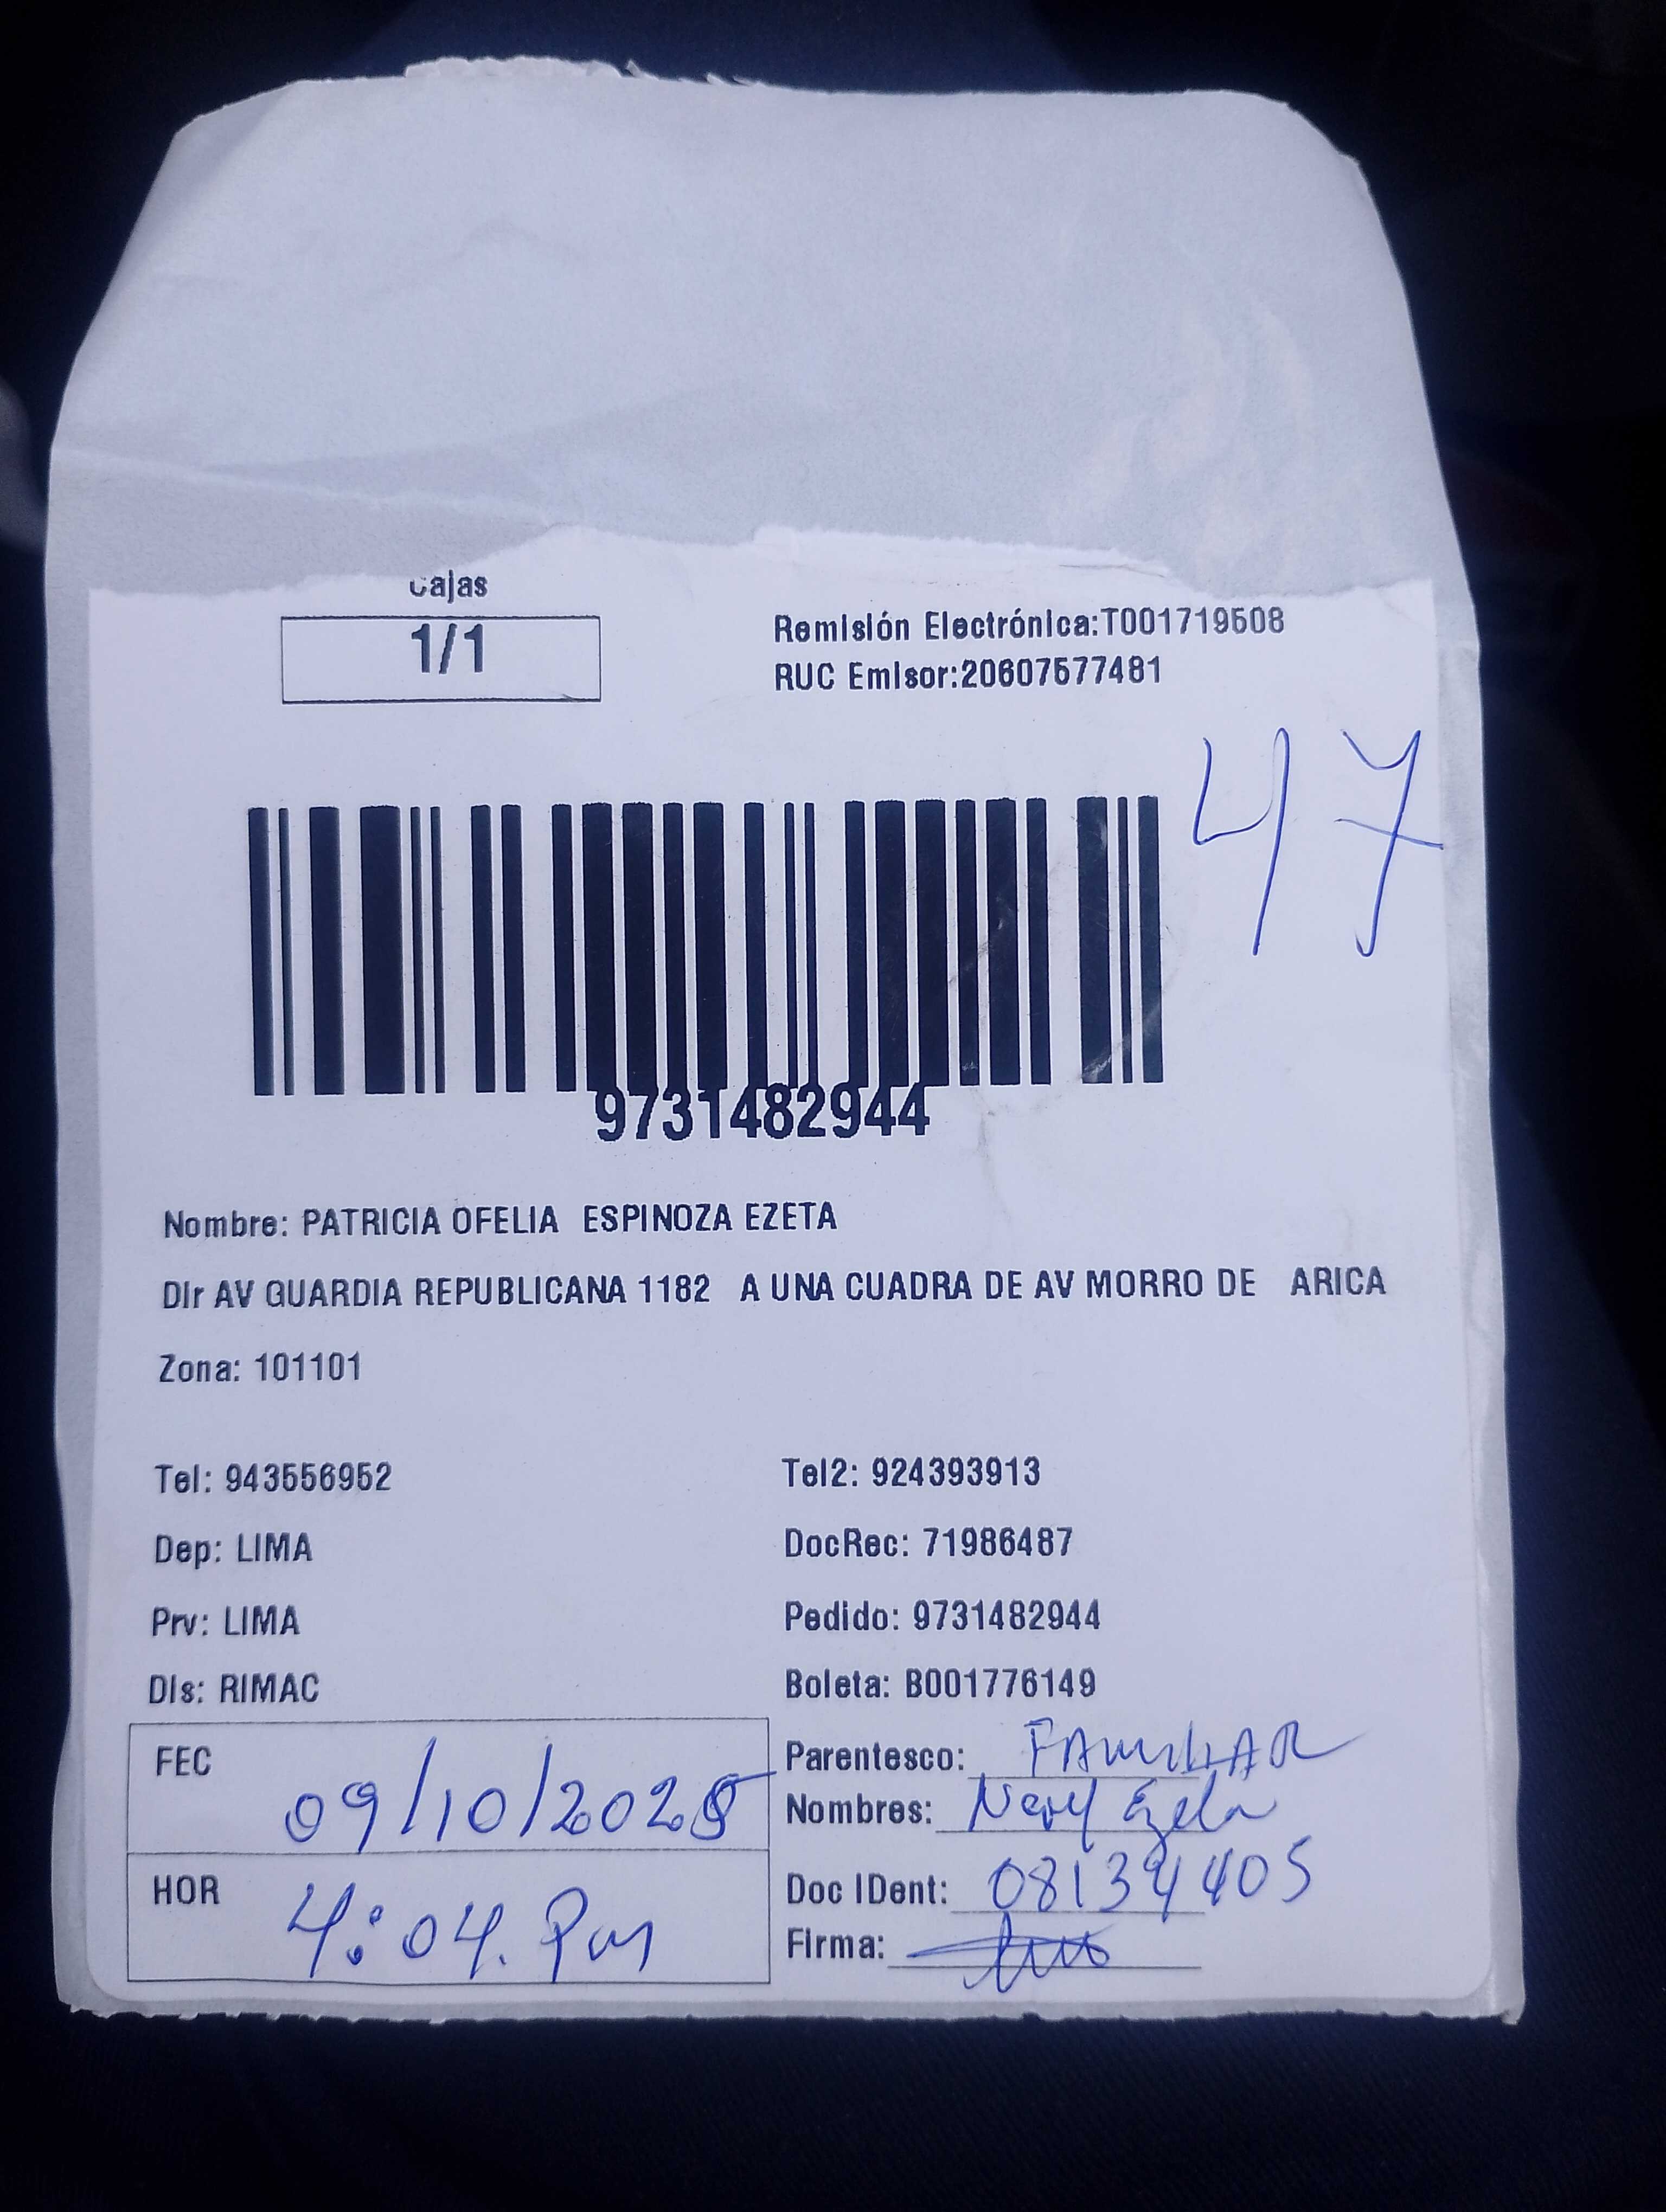 Cajas
1/1
Remisión Electrónica:T001719508
RUC Emisor:20607577481
47
9731482944
Nombre: PATRICIA OFELIA ESPINOZA EZETA
Dir AV GUARDIA REPUBLICANA 1182 A UNA CUADRA DE AV MORRO DE ARICA
Zona: 101101
Tel: 943556952
Tel2: 924393913
Dep: LIMA
DocRec: 71986487
Prv: LIMA
Pedido: 9731482944
Dis: RIMAC
Boleta: B001776149
FEC 09/10/2025
Parentesco: FAMILIAR
Nombres: Nery Ezeta
HOR 4:04. Pm
Doc IDent: 08134405
Firma: